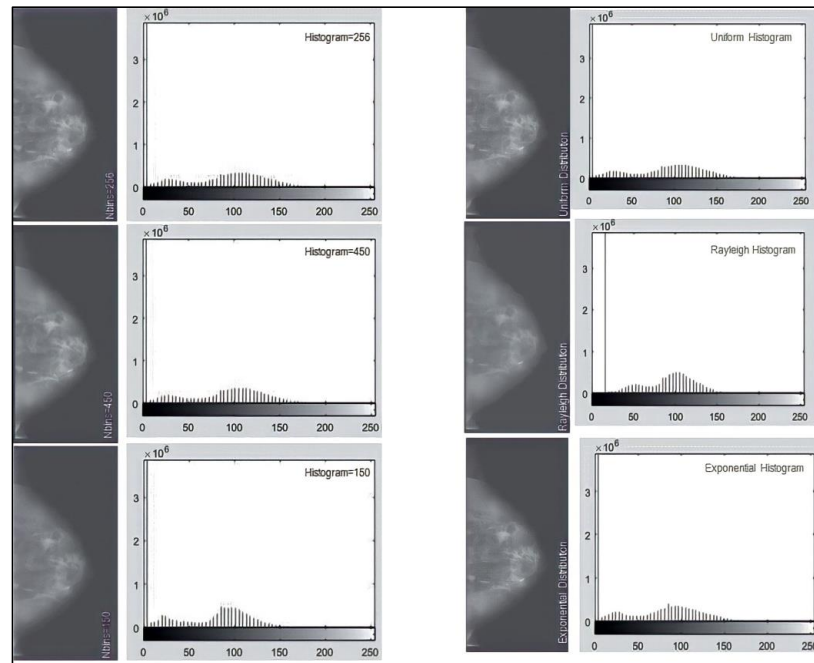 ×10⁶
Histogram=256
3
2
1
0
0 50 100 150 200 250
Nbins=256
×10⁶
Histogram=450
3
2
1
0
0 50 100 150 200 250
Nbins=450
×10⁶
Histogram=150
3
2
1
0
0 50 100 150 200 250
Nbins=150
×10⁶
Uniform Histogram
3
2
1
0
0 50 100 150 200 250
Uniform Distribution
×10⁶
Rayleigh Histogram
3
2
1
0
0 50 100 150 200 250
Rayleigh Distribution
×10⁶
Exponential Histogram
3
2
1
0
0 50 100 150 200 250
Exponential Distribution